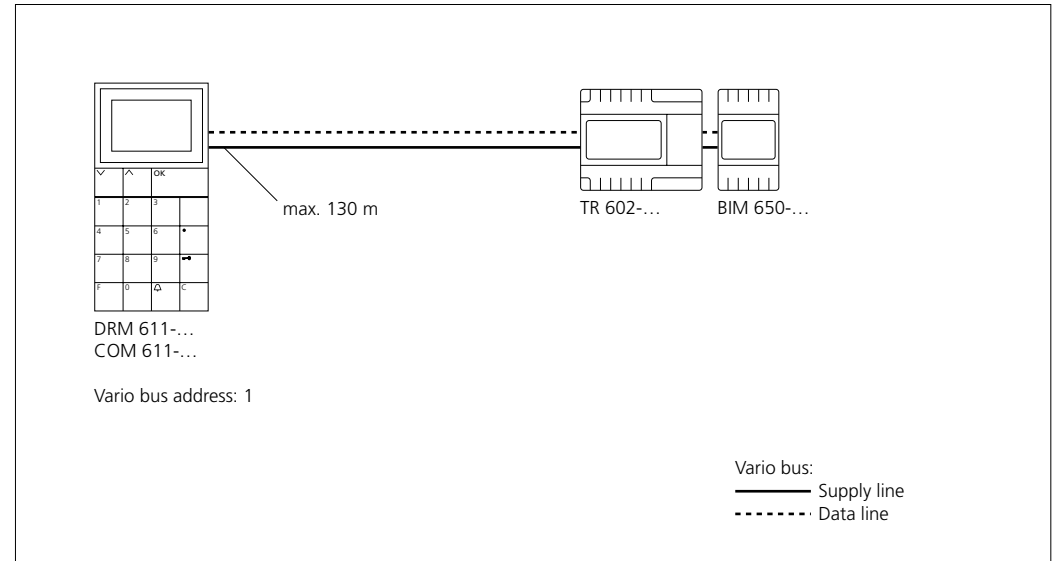 OK
1 2 3
4 5 6
7 8 9
F 0 C
max. 130 m
TR 602-…
BIM 650-…
DRM 611-…
COM 611-…
Vario bus address: 1
Vario bus:
Supply line
Data line